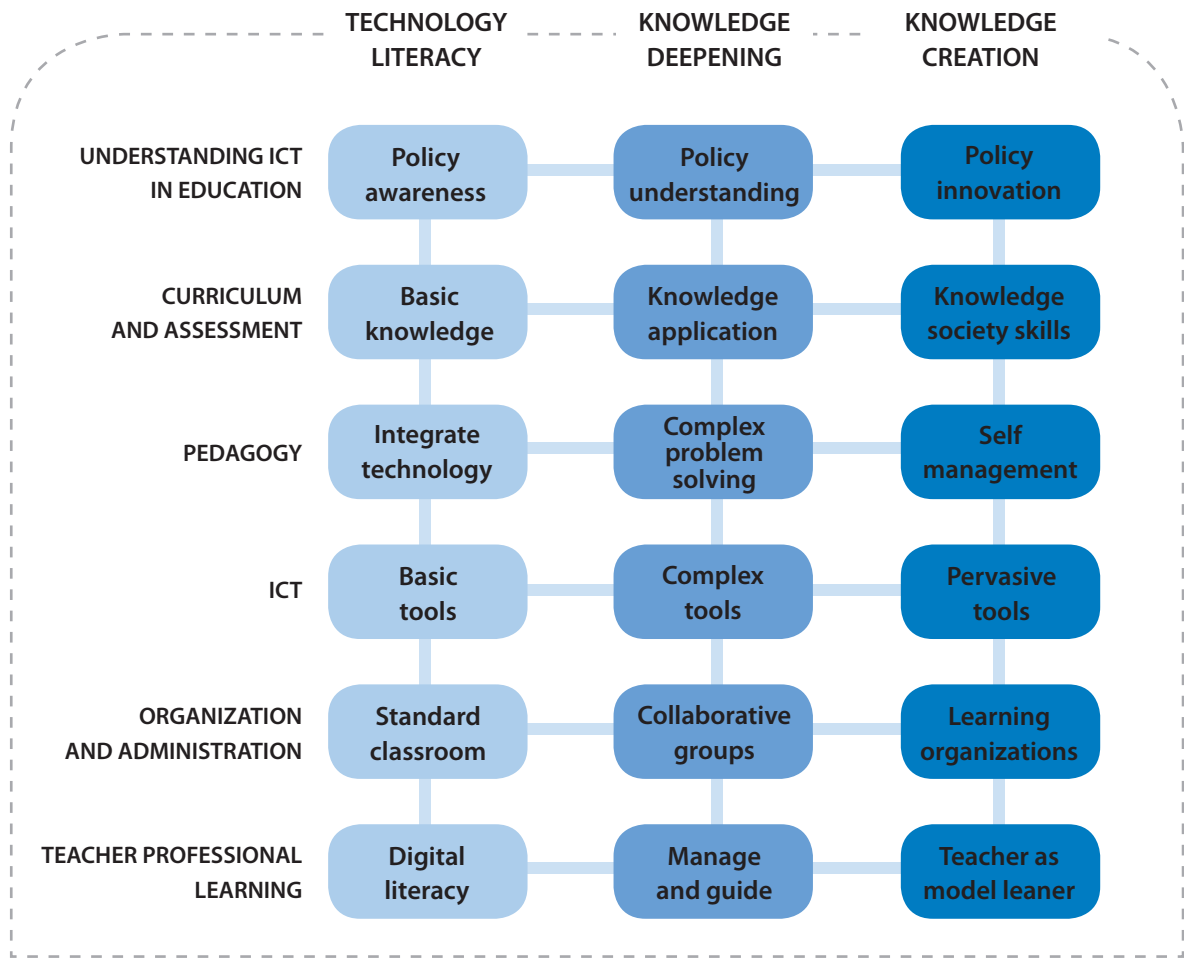 TECHNOLOGY
LITERACY
KNOWLEDGE
DEEPENING
KNOWLEDGE
CREATION
UNDERSTANDING ICT
IN EDUCATION
Policy
awareness
Policy
understanding
Policy
innovation
CURRICULUM
AND ASSESSMENT
Basic
knowledge
Knowledge
application
Knowledge
society skills
PEDAGOGY
Integrate
technology
Complex
problem
solving
Self
management
ICT
Basic
tools
Complex
tools
Pervasive
tools
ORGANIZATION
AND ADMINISTRATION
Standard
classroom
Collaborative
groups
Learning
organizations
TEACHER PROFESSIONAL
LEARNING
Digital
literacy
Manage
and guide
Teacher as
model leaner